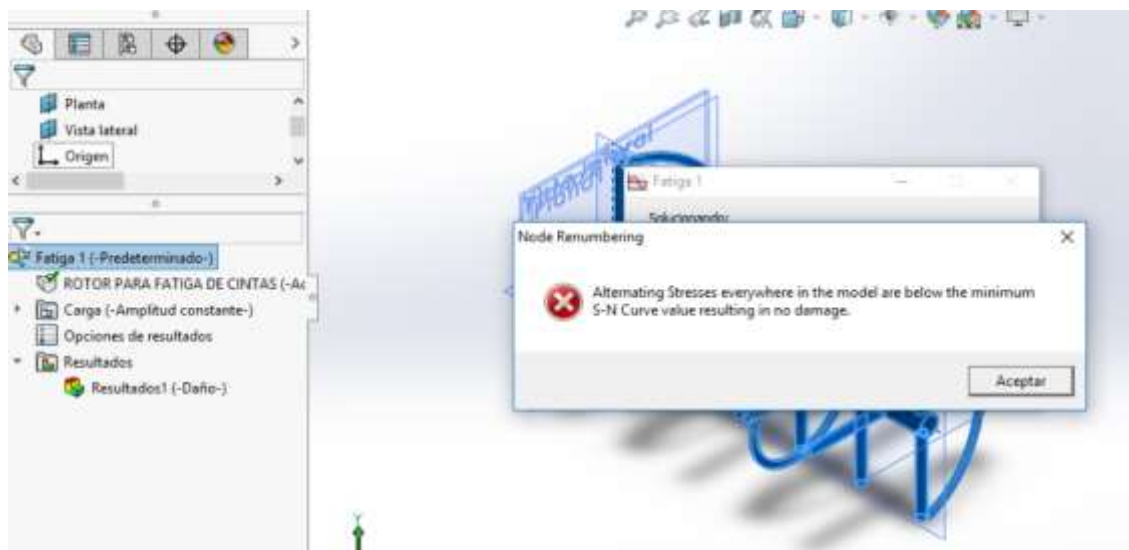 Planta
Vista lateral
Origen
Fatiga 1 (-Predeterminado-)
ROTOR PARA FATIGA DE CINTAS (-Ac
Carga (-Amplitud constante-)
Opciones de resultados
Resultados
Resultados1 (-Daño-)
Fatiga 1
Solucionando:
Node Renumbering
Alternating Stresses everywhere in the model are below the minimum
S-N Curve value resulting in no damage.
Aceptar
Y